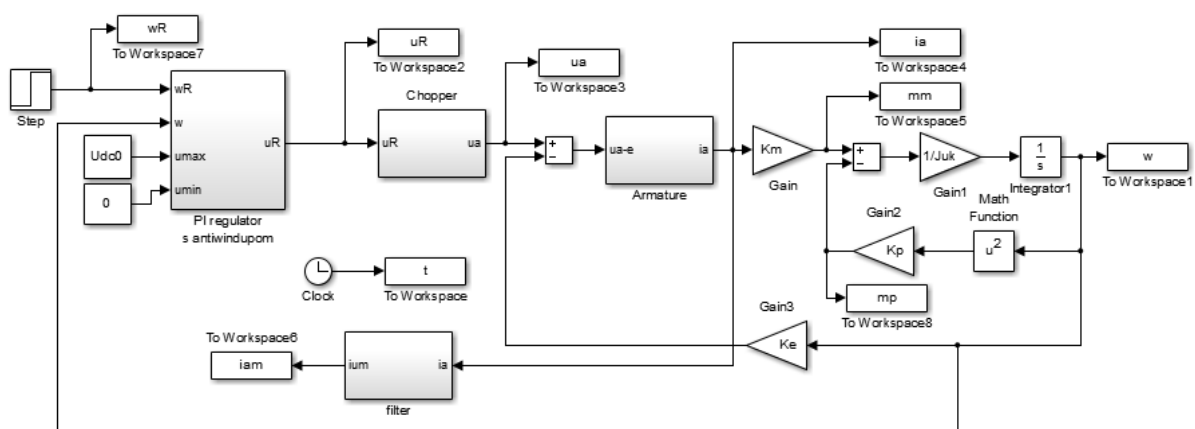 wR
To Workspace7
Step
wR
w
umax
umin
uR
PI regulator
s antiwindupom
Udc0
0
uR
To Workspace2
Chopper
uR
ua
ua
To Workspace3
+
−
ua-e
ia
Armature
ia
To Workspace4
mm
To Workspace5
Km
Gain
+
−
1/Juk
Gain1
1
s
Integrator1
w
To Workspace1
Gain2
Kp
Math
Function
u2
mp
To Workspace8
Clock
t
To Workspace
Gain3
Ke
To Workspace6
iam
ium
ia
filter